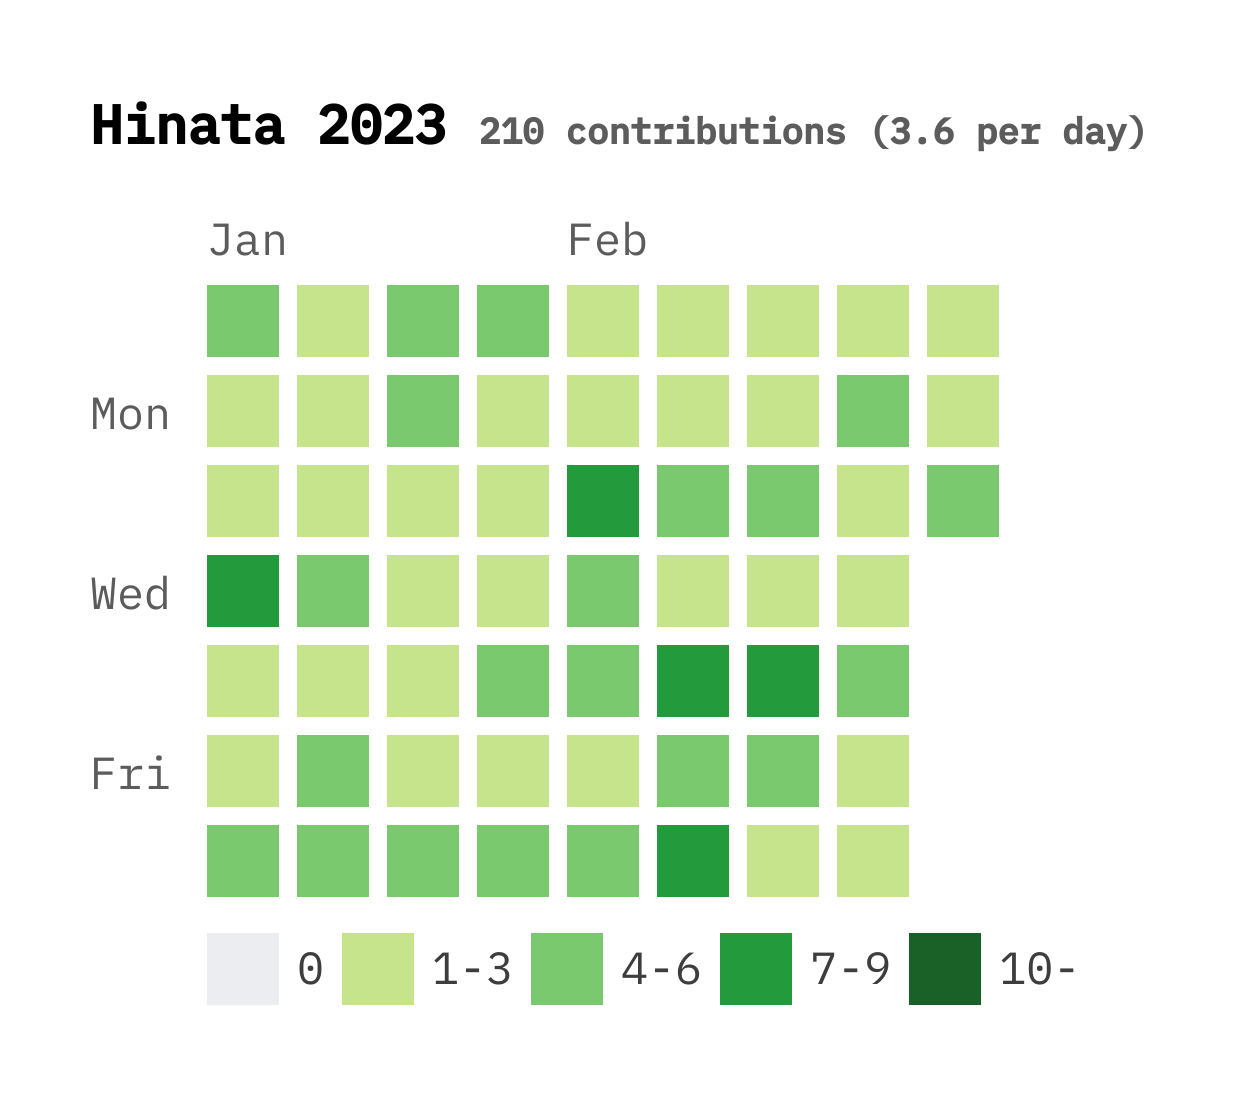 Hinata 2023 210 contributions (3.6 per day)
Jan Feb
Mon
Wed
Fri
0 1-3 4-6 7-9 10-